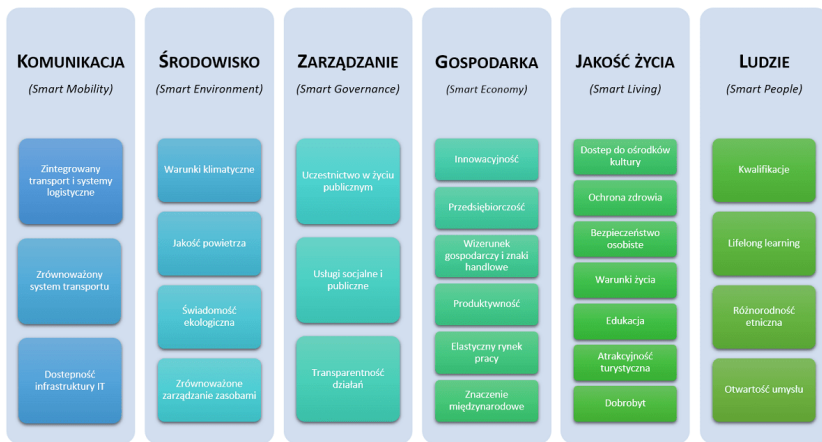 KOMUNIKACJA
(Smart Mobility)
Zintegrowany
transport i systemy
logistyczne
Zrównoważony
system transportu
Dostepność
infrastruktury IT
ŚRODOWISKO
(Smart Environment)
Warunki klimatyczne
Jakość powietrza
Świadomość
ekologiczna
Zrównoważone
zarządzanie zasobami
ZARZĄDZANIE
(Smart Governance)
Uczestnictwo w życiu
publicznym
Usługi socjalne i
publiczne
Transparentność
działań
GOSPODARKA
(Smart Economy)
Innowacyjność
Przedsiębiorczość
Wizerunek
gospodarczy i znaki
handlowe
Produktywność
Elastyczny rynek
pracy
Znaczenie
międzynarodowe
JAKOŚĆ ŻYCIA
(Smart Living)
Dostep do ośrodków
kultury
Ochrona zdrowia
Bezpieczeństwo
osobiste
Warunki życia
Edukacja
Atrakcyjność
turystyczna
Dobrobyt
LUDZIE
(Smart People)
Kwalifikacje
Lifelong learning
Różnorodność
etniczna
Otwartość umysłu